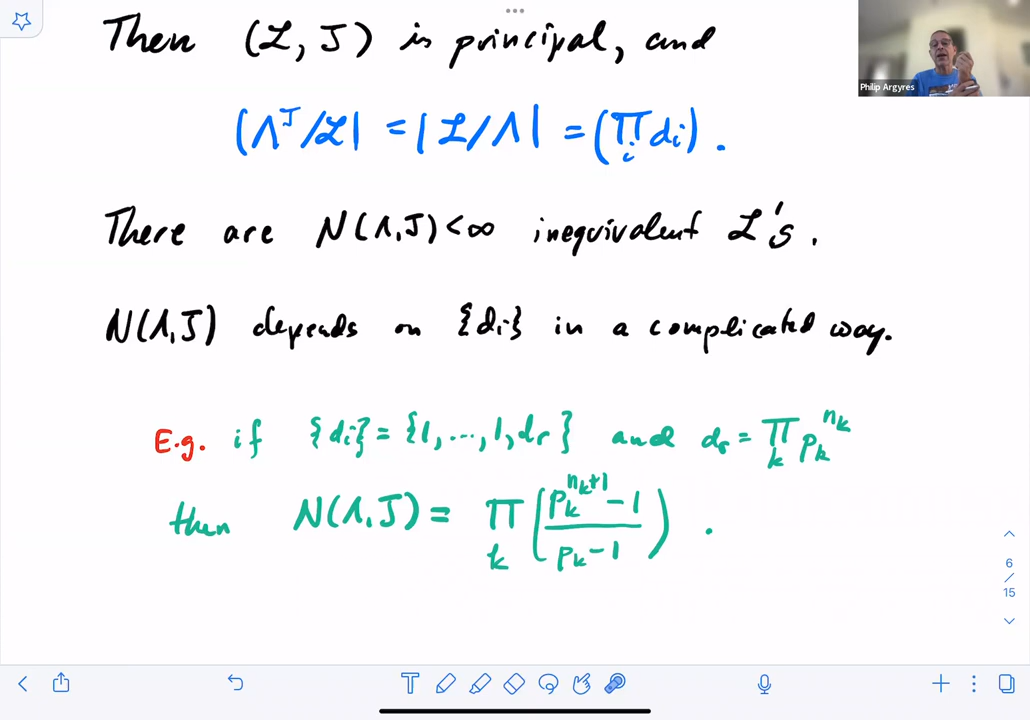 Then (ℒ, J) is principal, and
Philip Argyres
(Λ^J/ℒ| = |ℒ/Λ| = (∏_i d_i) .
There are N(Λ,J)<∞ inequivalent ℒ's .
N(Λ,J) depends on {d_i} in a complicated way.
E.g. if {d_i} = {1, ..., 1, d_r} and d_r = ∏_k p_k^{n_k}
then N(Λ,J) = ∏_k ( (p_k^{n_k+1} - 1) / (p_k - 1) ) .
6
/
15
T